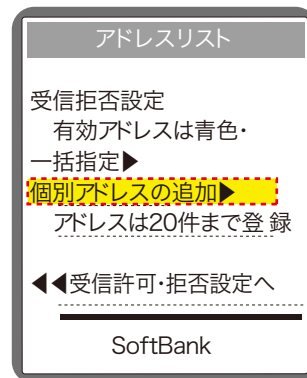 アドレスリスト
受信拒否設定
有効アドレスは青色・
一括指定▶
個別アドレスの追加▶
アドレスは20件まで登 録
◀◀受信許可・拒否設定へ
SoftBank